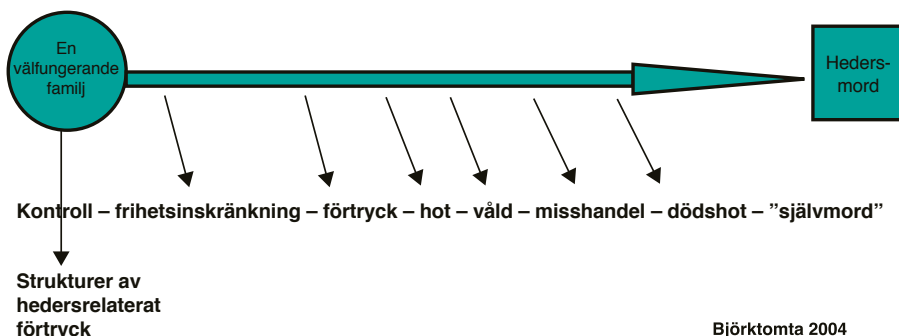 En
välfungerande
familj
Heders-
mord
Kontroll – frihetsinskränkning – förtryck – hot – våld – misshandel – dödshot – ”självmord”
Strukturer av
hedersrelaterat
förtryck
Björktomta 2004